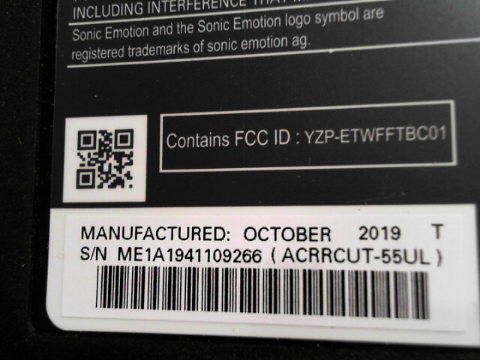 INCLUDING INTERFERENCE THAT
Sonic Emotion and the Sonic Emotion logo symbol are
registered trademarks of sonic emotion ag.
Contains FCC ID : YZP-ETWFFTBC01
MANUFACTURED: OCTOBER 2019 T
S/N ME1A1941109266 ( ACRRCUT-55UL )